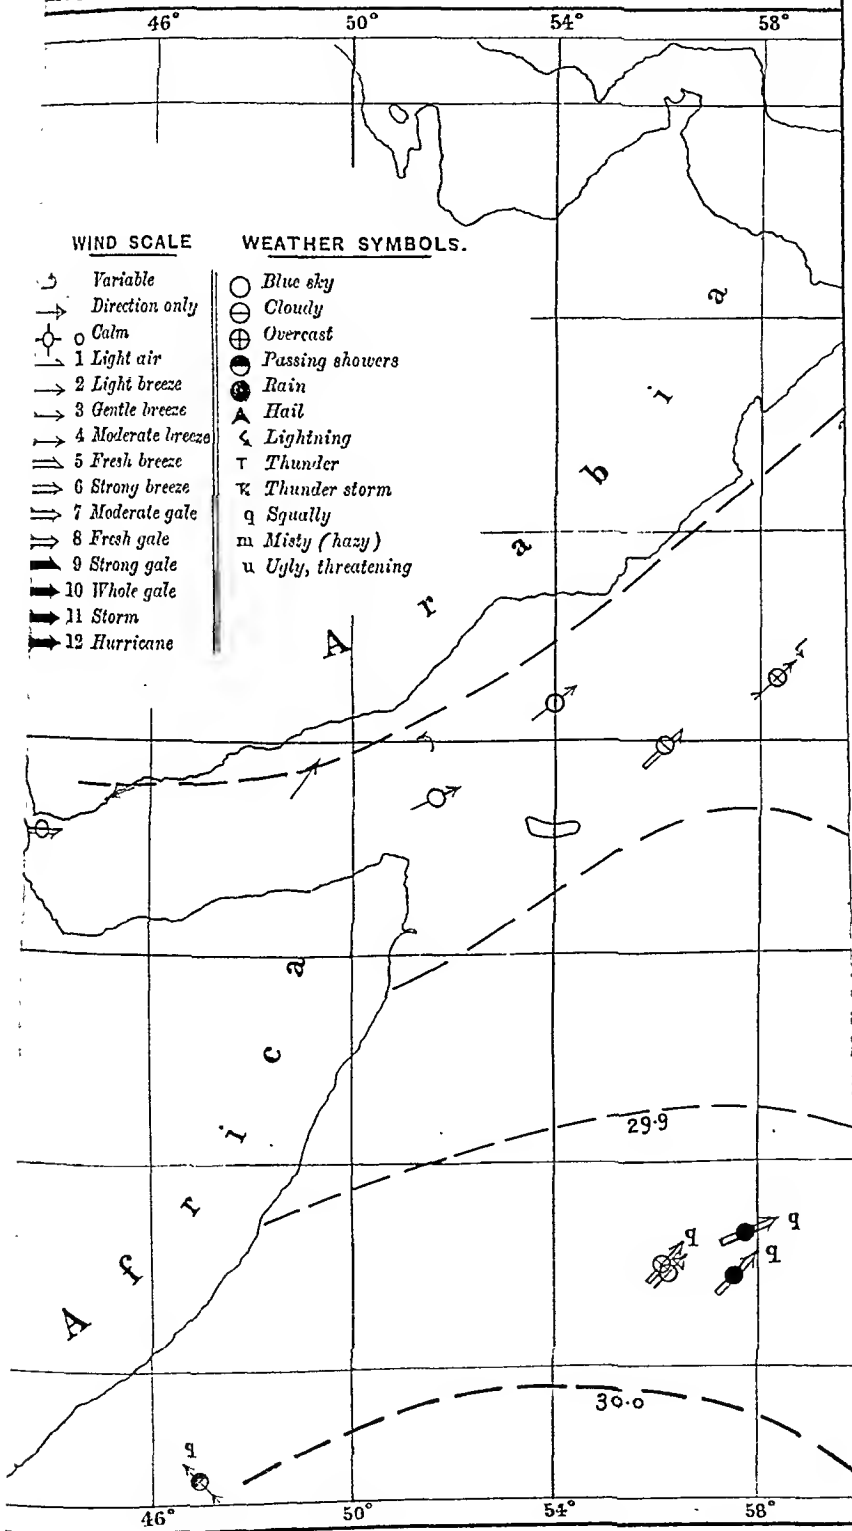 46° 50° 54° 58°
WIND SCALE
Variable
Direction only
0 Calm
1 Light air
2 Light breeze
3 Gentle breeze
4 Moderate breeze
5 Fresh breeze
6 Strong breeze
7 Moderate gale
8 Fresh gale
9 Strong gale
10 Whole gale
11 Storm
12 Hurricane
WEATHER SYMBOLS.
Blue sky
Cloudy
Overcast
Passing showers
Rain
Hail
Lightning
T Thunder
Thunder storm
q Squally
m Misty (hazy)
u Ugly, threatening
Arabia
Africa
29.9
q
q
q
30.0
q
46° 50° 54° 58°